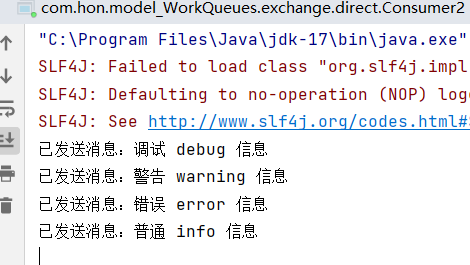 com.hon.model_WorkQueues.exchange.direct.Consumer2
"C:\Program Files\Java\jdk-17\bin\java.exe"
SLF4J: Failed to load class "org.slf4j.impl
SLF4J: Defaulting to no-operation (NOP) log
SLF4J: See http://www.slf4j.org/codes.html#
已发送消息：调试 debug 信息
已发送消息：警告 warning 信息
已发送消息：错误 error 信息
已发送消息：普通 info 信息